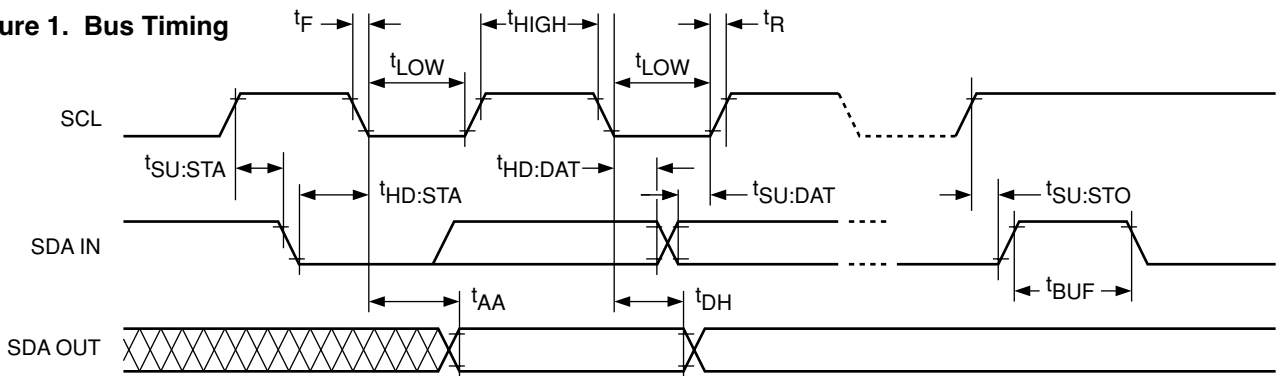 ure 1. Bus Timing
tF
tHIGH
tR
tLOW
tLOW
SCL
tSU:STA
tHD:STA
tHD:DAT
tSU:DAT
tSU:STO
SDA IN
tBUF
tAA
tDH
SDA OUT